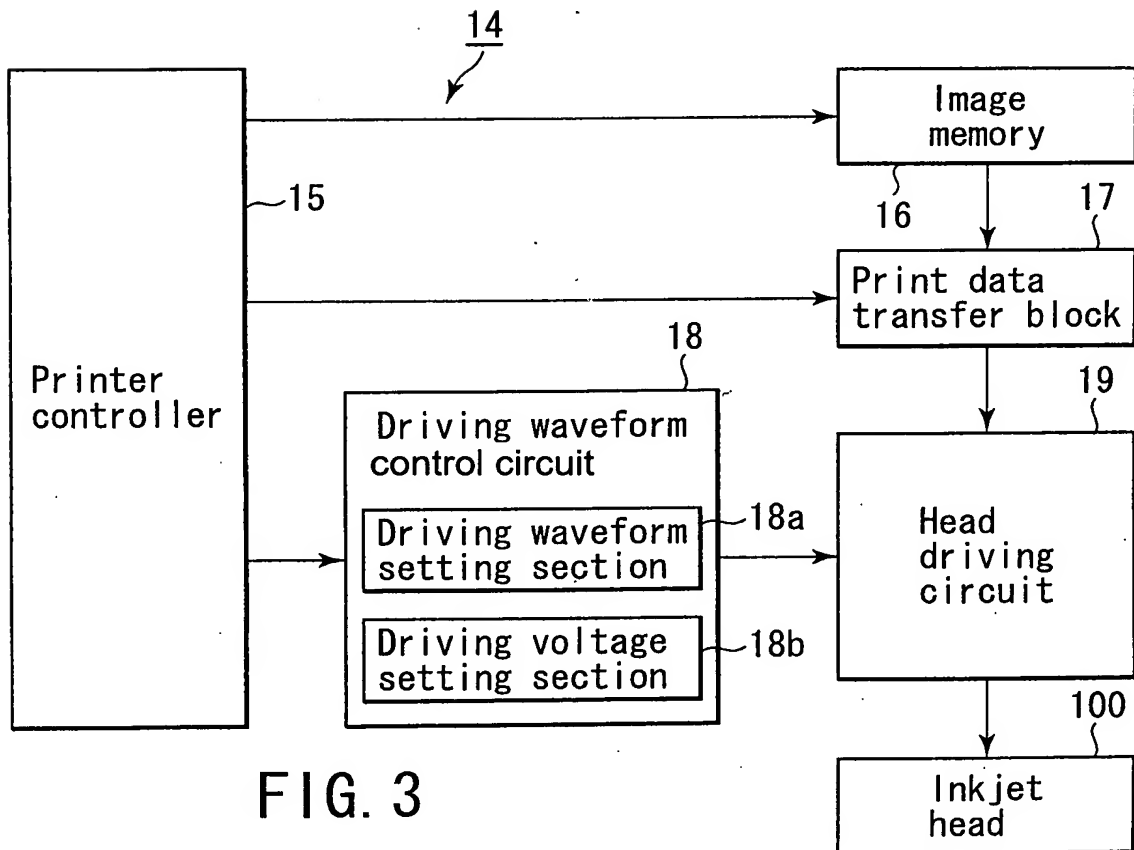 14
Image
memory
15
16
17
Print data
transfer block
Printer
controller
18
19
Driving waveform
control circuit
Driving waveform
setting section
18a
Head
driving
circuit
Driving voltage
setting section
18b
100
Inkjet
head
FIG. 3